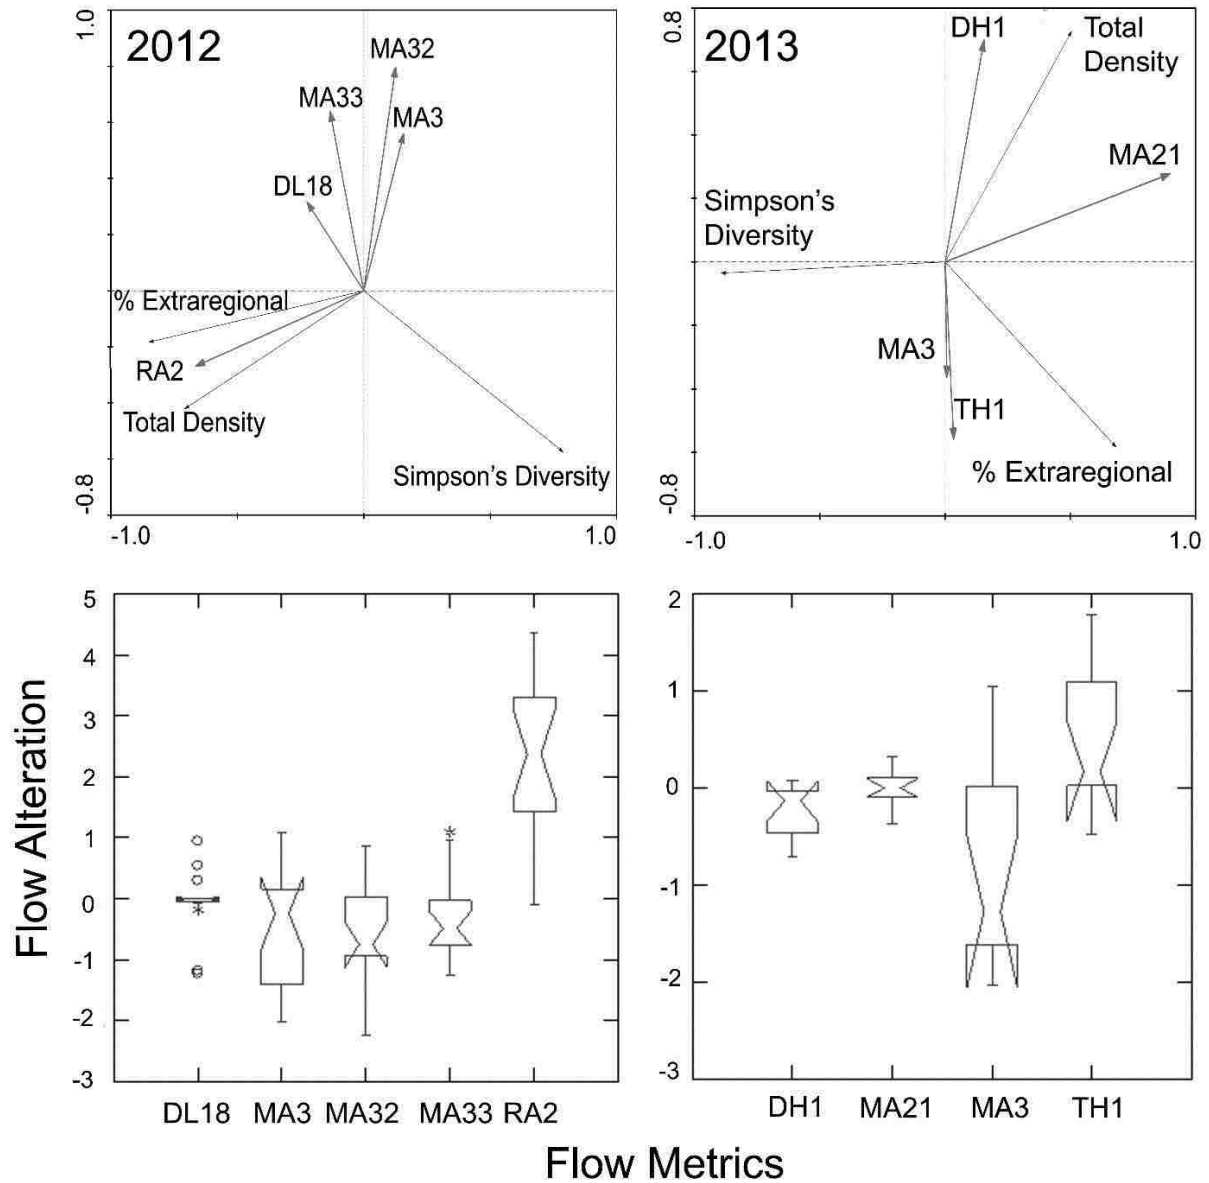 2012
1.0
MA32
MA33
MA3
DL18
% Extraregional
RA2
Total Density
Simpson's Diversity
-0.8
-1.0
1.0
2013
0.8
DH1
Total
Density
MA21
Simpson's
Diversity
MA3
TH1
% Extraregional
-0.8
-1.0
1.0
Flow Alteration
5
4
3
2
1
0
-1
-2
-3
DL18 MA3 MA32 MA33 RA2
2
1
0
-1
-2
-3
DH1 MA21 MA3 TH1
Flow Metrics